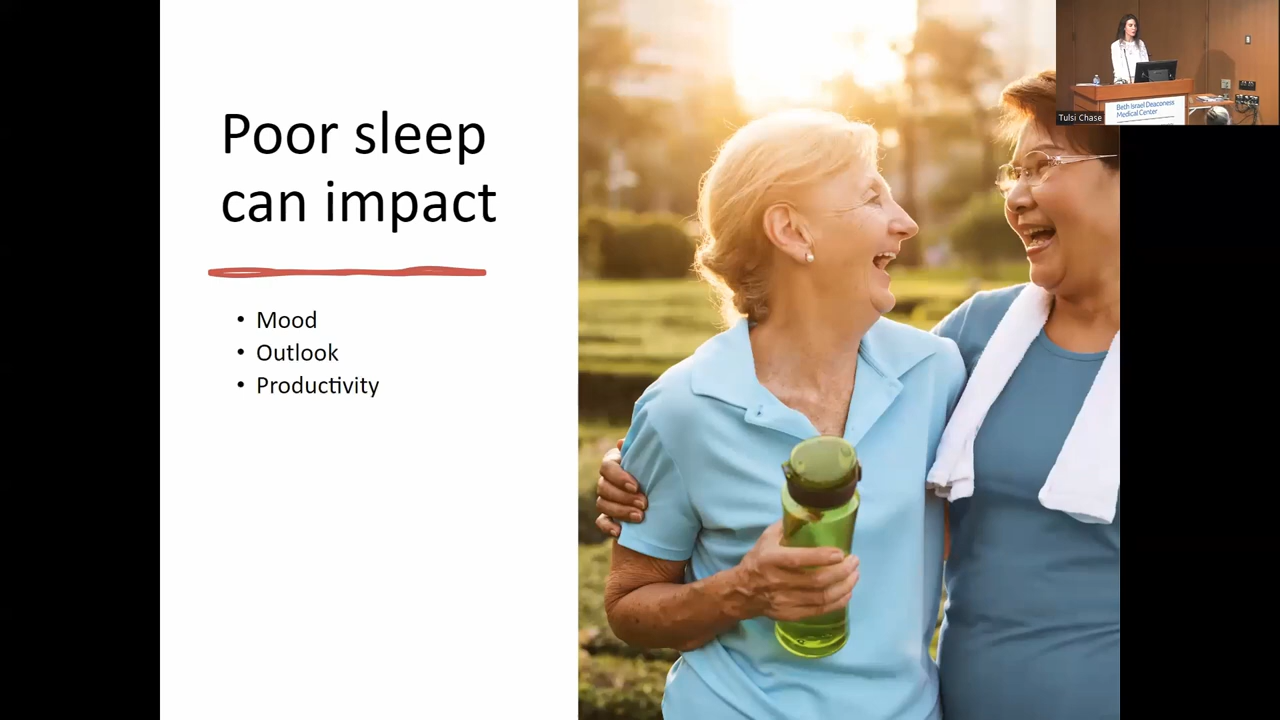 Poor sleep
can impact
• Mood
• Outlook
• Productivity
Tulsi Chase
Beth Israel Deaconess
Medical Center